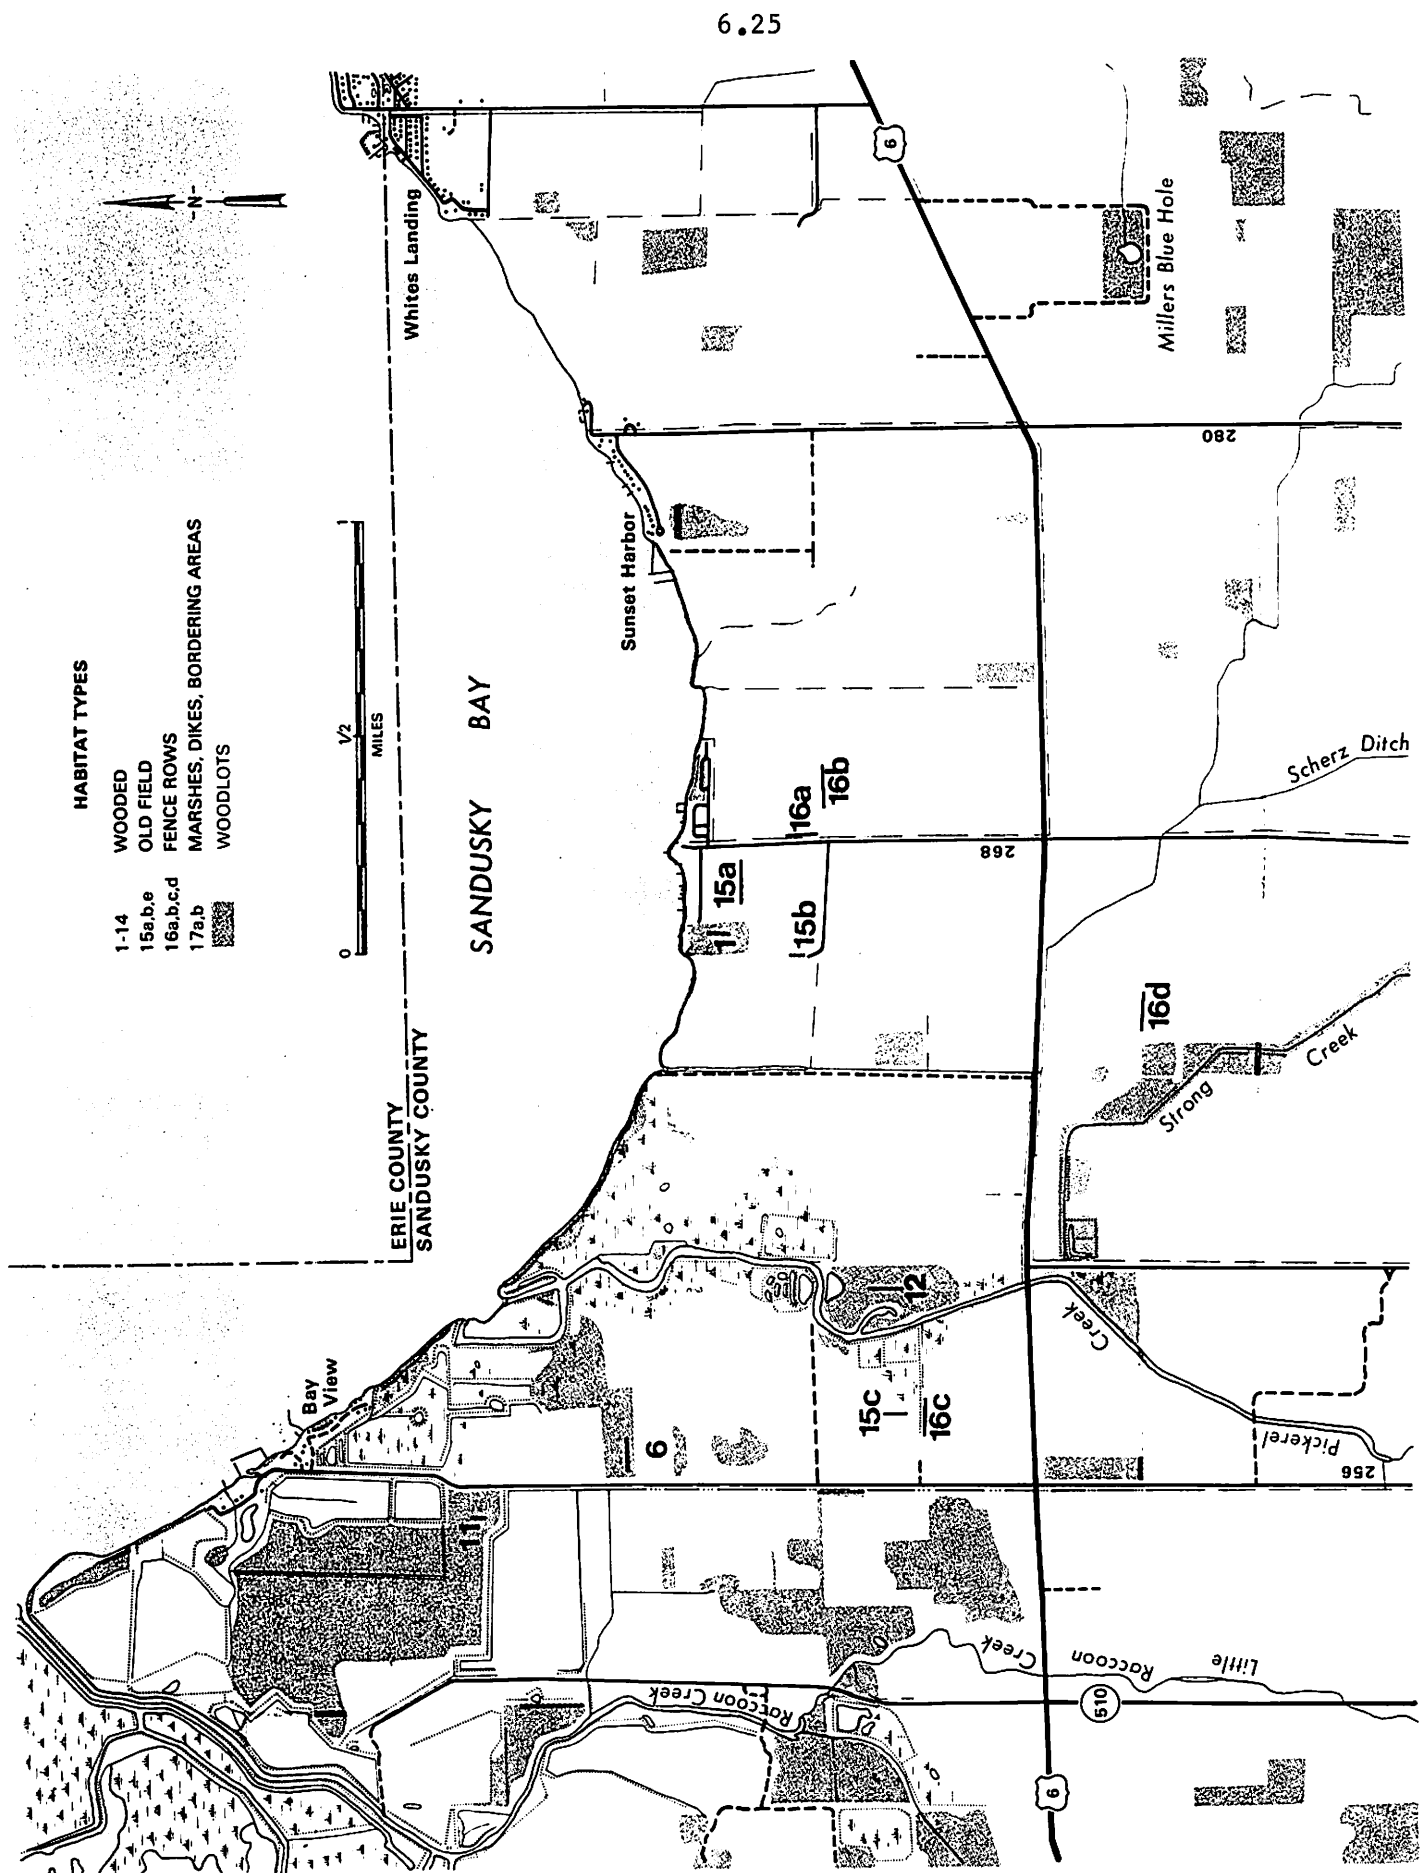 6.25
HABITAT TYPES
1-14 WOODED
15a,b,e OLD FIELD
16a,b,c,d FENCE ROWS
17a,b MARSHES, DIKES, BORDERING AREAS
WOODLOTS
0 1/2 1
MILES
-N-
ERIE COUNTY
SANDUSKY COUNTY
SANDUSKY BAY
Whites Landing
Sunset Harbor
Bay
View
Millers Blue Hole
6
280
268
16a
16b
15a
15b
1
16d
Scherz Ditch
Strong
Creek
12
15c
16c
6
11
Creek
Pickerel
256
Raccoon Creek
Little
Raccoon
Creek
510
6